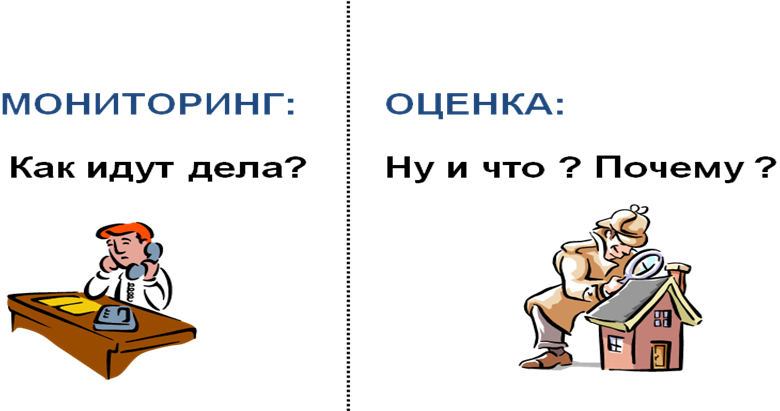 МОНИТОРИНГ:
Как идут дела?
ОЦЕНКА:
Ну и что ? Почему ?